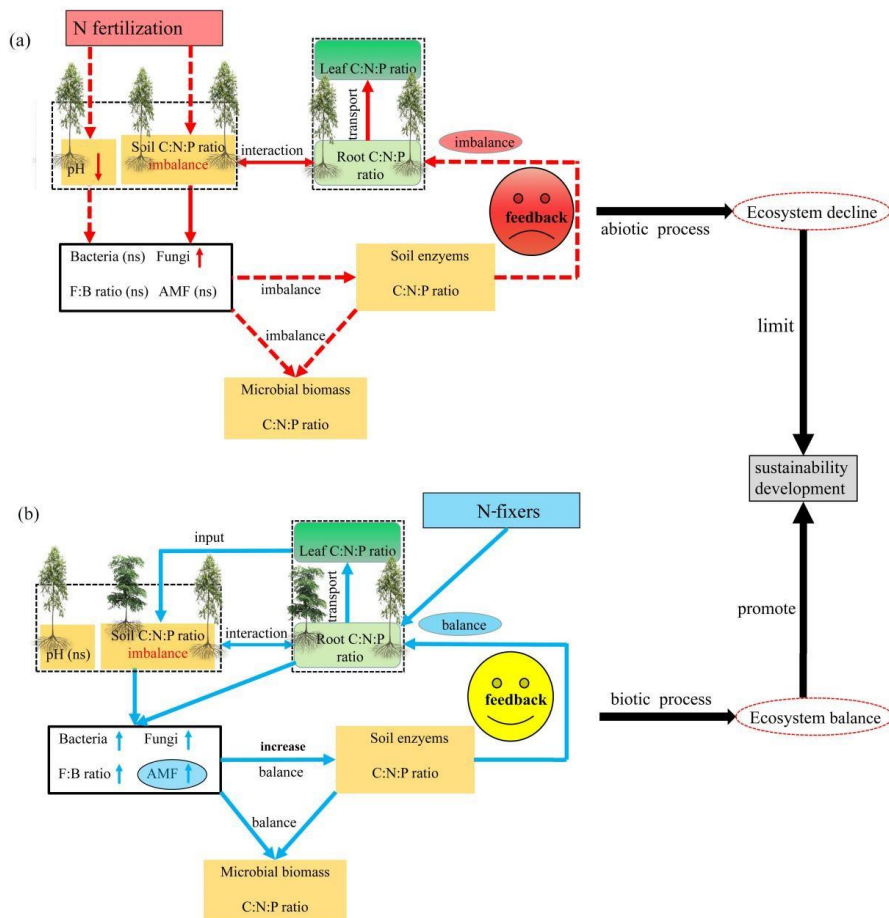 N fertilization
(a)
Leaf C:N:P ratio
transport
imbalance
Soil C:N:P ratio
imbalance
pH
interaction
Root C:N:P
ratio
feedback
abiotic process
Ecosystem decline
Bacteria (ns) Fungi
F:B ratio (ns) AMF (ns)
imbalance
Soil enzyems
C:N:P ratio
imbalance
limit
Microbial biomass
C:N:P ratio
sustainability
development
(b)
N-fixers
input
Leaf C:N:P ratio
transport
balance
promote
pH (ns)
Soil C:N:P ratio
imbalance
interaction
Root C:N:P
ratio
feedback
biotic process
Ecosystem balance
Bacteria Fungi
F:B ratio AMF
increase
balance
Soil enzyems
C:N:P ratio
balance
Microbial biomass
C:N:P ratio